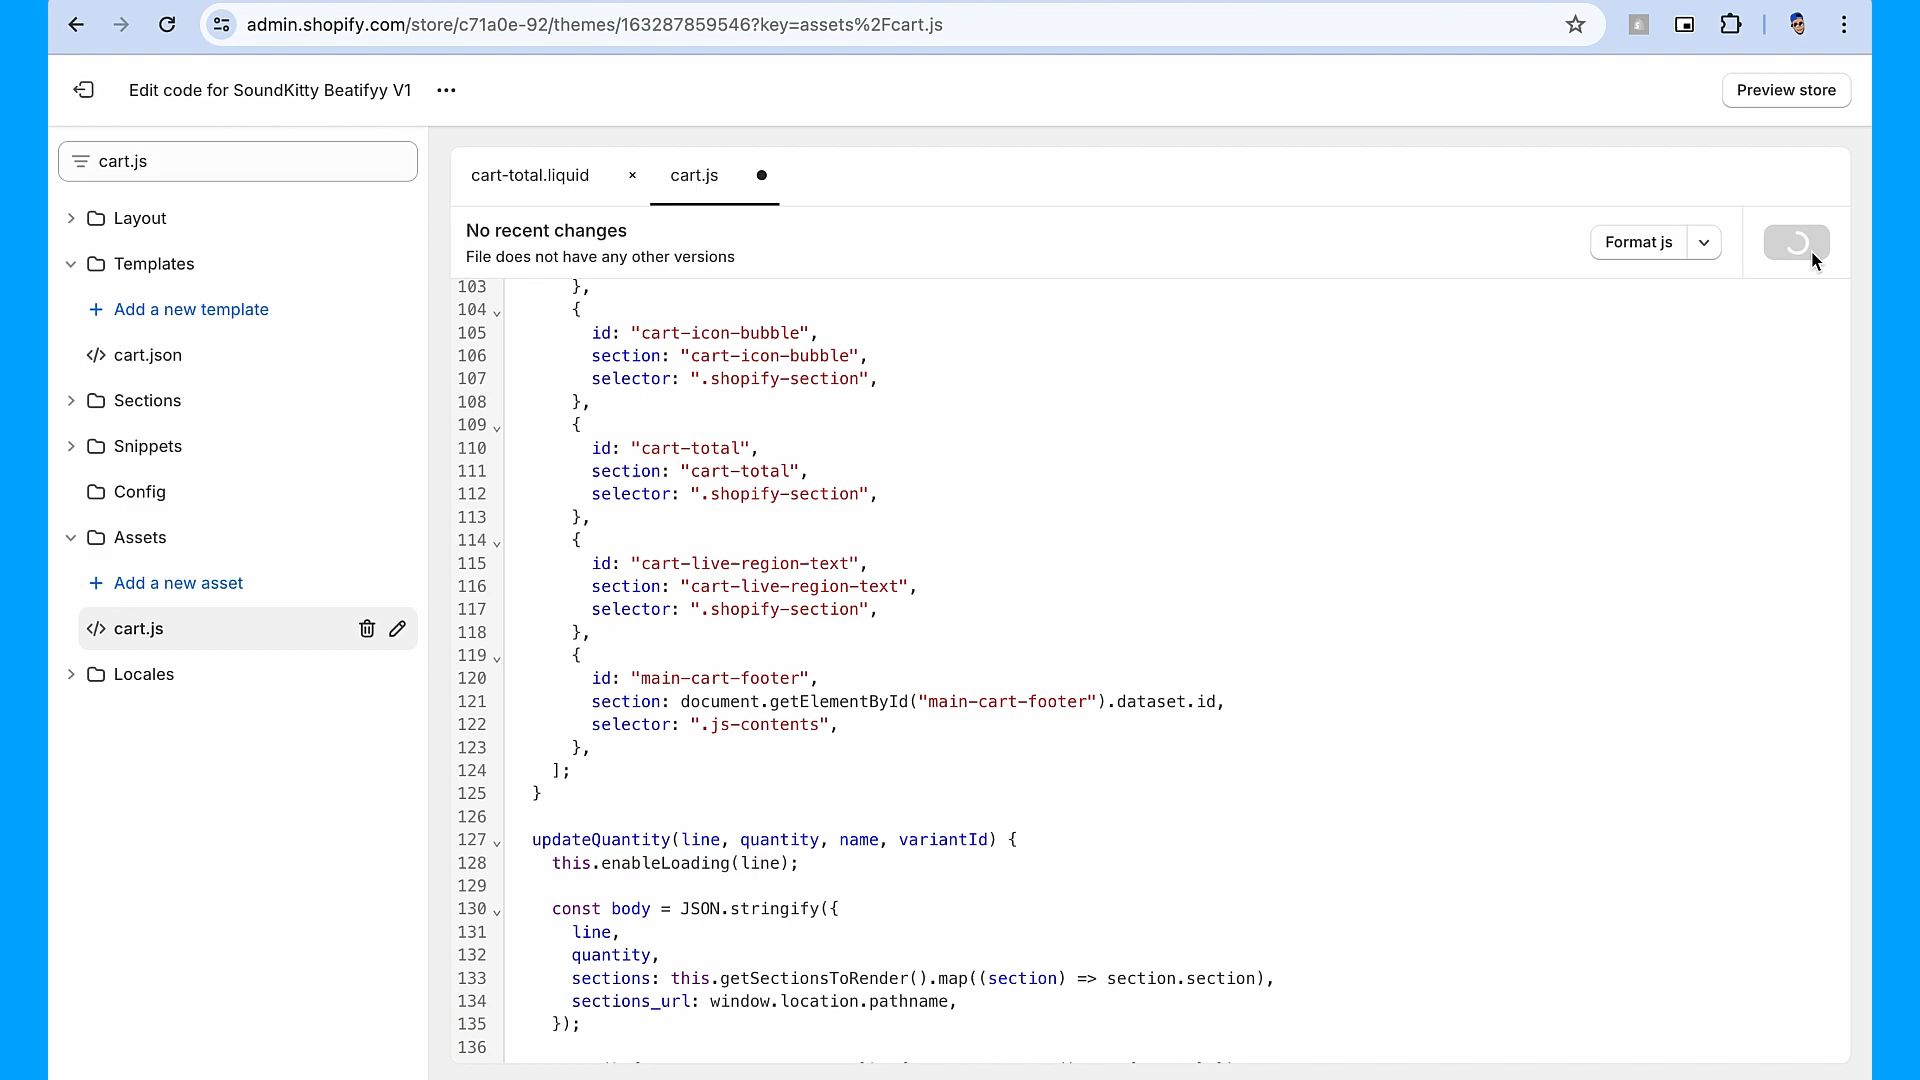 admin.shopify.com/store/c71a0e-92/themes/163287859546?key=assets%2Fcart.js
Edit code for SoundKitty Beatifyy V1
Preview store
cart.js
Layout
Templates
Add a new template
cart.json
Sections
Snippets
Config
Assets
Add a new asset
cart.js
Locales
cart-total.liquid
cart.js
No recent changes
File does not have any other versions
Format js
103 },
104 {
105 id: "cart-icon-bubble",
106 section: "cart-icon-bubble",
107 selector: ".shopify-section",
108 },
109 {
110 id: "cart-total",
111 section: "cart-total",
112 selector: ".shopify-section",
113 },
114 {
115 id: "cart-live-region-text",
116 section: "cart-live-region-text",
117 selector: ".shopify-section",
118 },
119 {
120 id: "main-cart-footer",
121 section: document.getElementById("main-cart-footer").dataset.id,
122 selector: ".js-contents",
123 },
124 ];
125 }
126
127 updateQuantity(line, quantity, name, variantId) {
128 this.enableLoading(line);
129
130 const body = JSON.stringify({
131 line,
132 quantity,
133 sections: this.getSectionsToRender().map((section) => section.section),
134 sections_url: window.location.pathname,
135 });
136